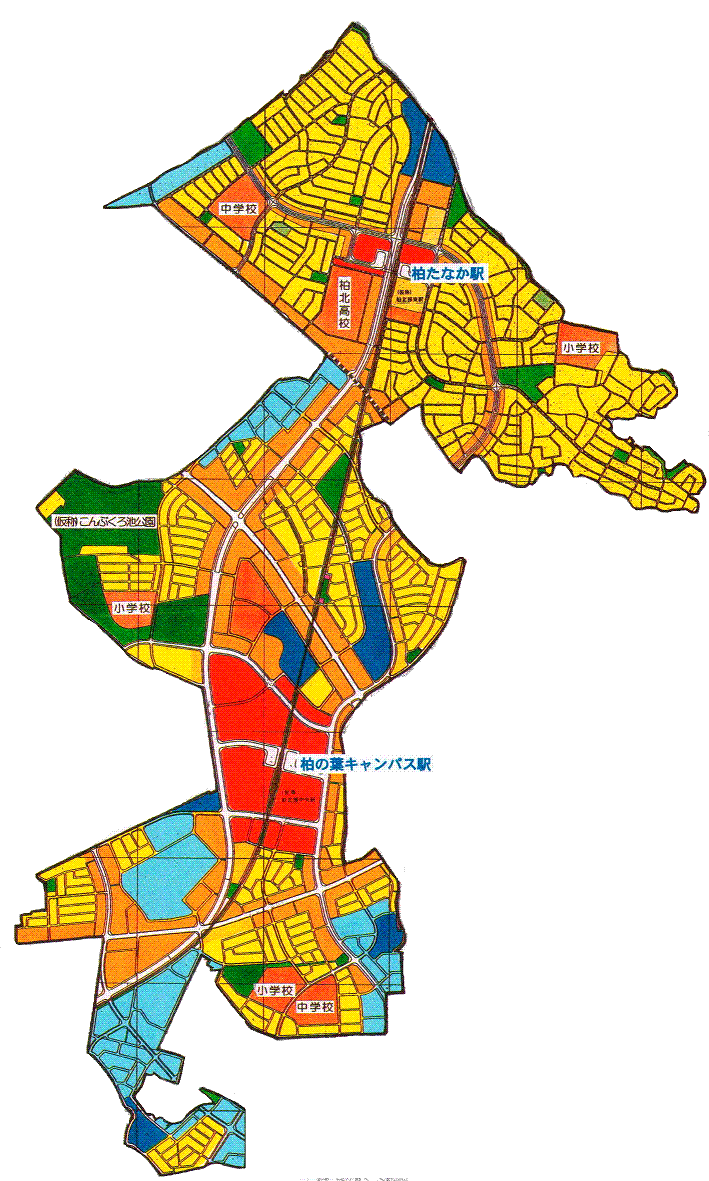 中学校
柏たなか駅
柏北高校
小学校
(仮称)こんぶくろ池公園
小学校
柏の葉キャンパス駅
小学校
中学校